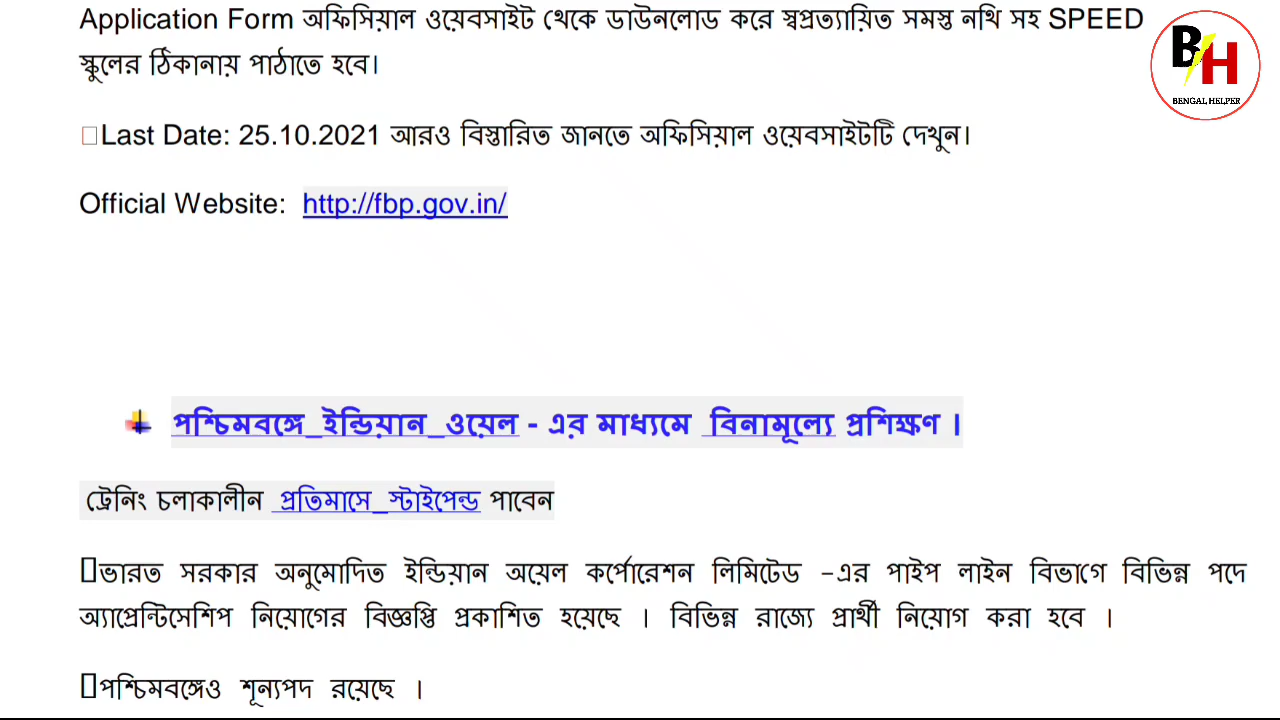 Application Form অফিসিয়াল ওয়েবসাইট থেকে ডাউনলোড করে স্বপ্রত্যায়িত সমস্ত নথি সহ SPEED
স্কুলের ঠিকানায় পাঠাতে হবে।
Last Date: 25.10.2021 আরও বিস্তারিত জানতে অফিসিয়াল ওয়েবসাইটটি দেখুন।
Official Website: http://fbp.gov.in/
পশ্চিমবঙ্গে_ইন্ডিয়ান_ওয়েল - এর মাধ্যমে বিনামূল্যে প্রশিক্ষণ ।
ট্রেনিং চলাকালীন প্রতিমাসে_স্টাইপেন্ড পাবেন
ভারত সরকার অনুমোদিত ইন্ডিয়ান অয়েল কর্পোরেশন লিমিটেড –এর পাইপ লাইন বিভাগে বিভিন্ন পদে
অ্যাপ্রেন্টিসেশিপ নিয়োগের বিজ্ঞপ্তি প্রকাশিত হয়েছে । বিভিন্ন রাজ্যে প্রার্থী নিয়োগ করা হবে ।
পশ্চিমবঙ্গেও শূন্যপদ রয়েছে ।
BH
BENGAL HELPER